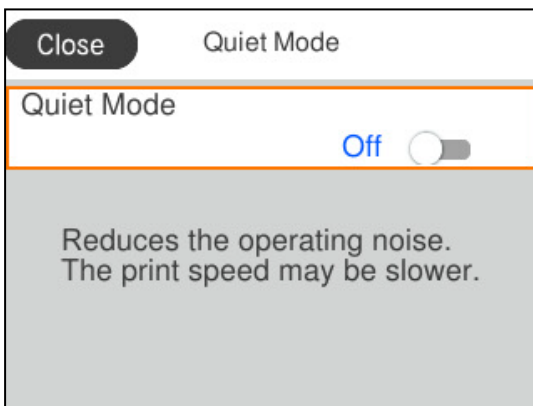 Close
Quiet Mode
Quiet Mode
Off
Reduces the operating noise.
The print speed may be slower.